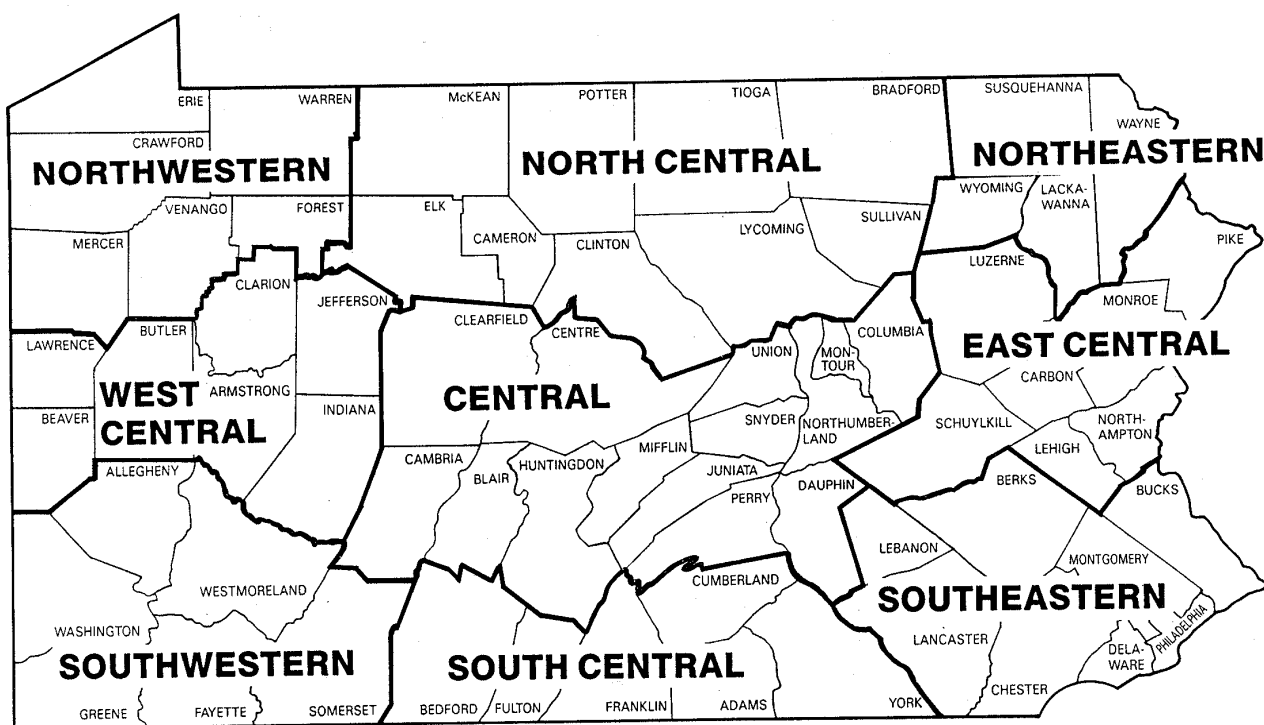 ERIE
WARREN
McKEAN
POTTER
TIOGA
BRADFORD
SUSQUEHANNA
WAYNE
CRAWFORD
NORTHWESTERN
NORTH CENTRAL
NORTHEASTERN
WYOMING
LACKA-
WANNA
VENANGO
FOREST
ELK
SULLIVAN
MERCER
CAMERON
CLINTON
LYCOMING
PIKE
CLARION
LUZERNE
JEFFERSON
MONROE
BUTLER
CLEARFIELD
CENTRE
COLUMBIA
LAWRENCE
UNION
MON-
TOUR
EAST CENTRAL
ARMSTRONG
CARBON
WEST
CENTRAL
CENTRAL
INDIANA
BEAVER
SNYDER
NORTHUMBER-
LAND
SCHUYLKILL
NORTH-
AMPTON
MIFFLIN
LEHIGH
ALLEGHENY
CAMBRIA
BLAIR
HUNTINGDON
JUNIATA
PERRY
DAUPHIN
BERKS
BUCKS
LEBANON
MONTGOMERY
WESTMORELAND
CUMBERLAND
SOUTHEASTERN
WASHINGTON
LANCASTER
PHILADELPHIA
DELA-
WARE
SOUTHWESTERN
SOUTH CENTRAL
CHESTER
GREENE
FAYETTE
SOMERSET
BEDFORD
FULTON
FRANKLIN
ADAMS
YORK